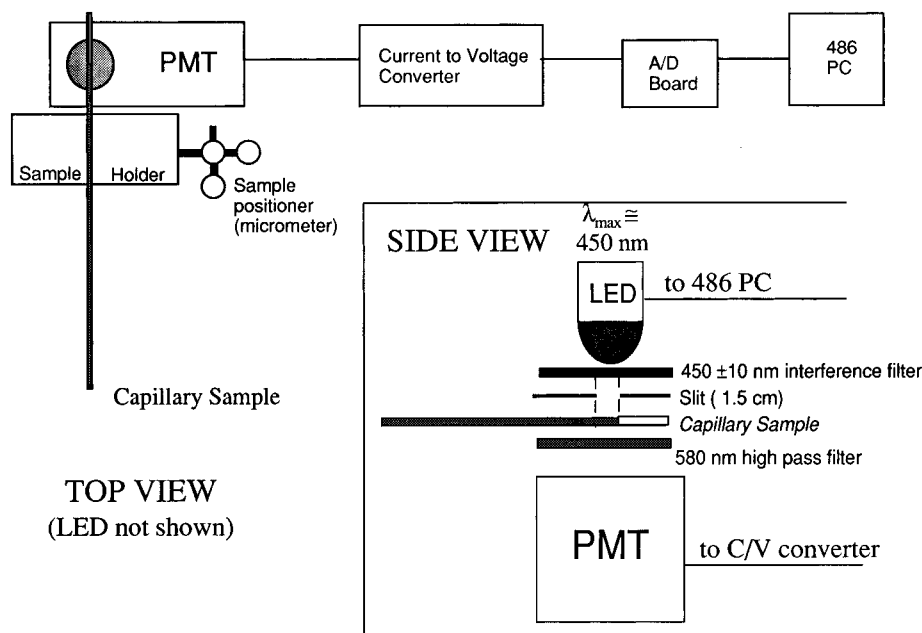 PMT
Current to Voltage
Converter
A/D
Board
486
PC
Sample Holder
Sample
positioner
(micrometer)
Capillary Sample
TOP VIEW
(LED not shown)
SIDE VIEW
λmax ≅
450 nm
LED
to 486 PC
450 ±10 nm interference filter
Slit ( 1.5 cm)
Capillary Sample
580 nm high pass filter
PMT
to C/V converter